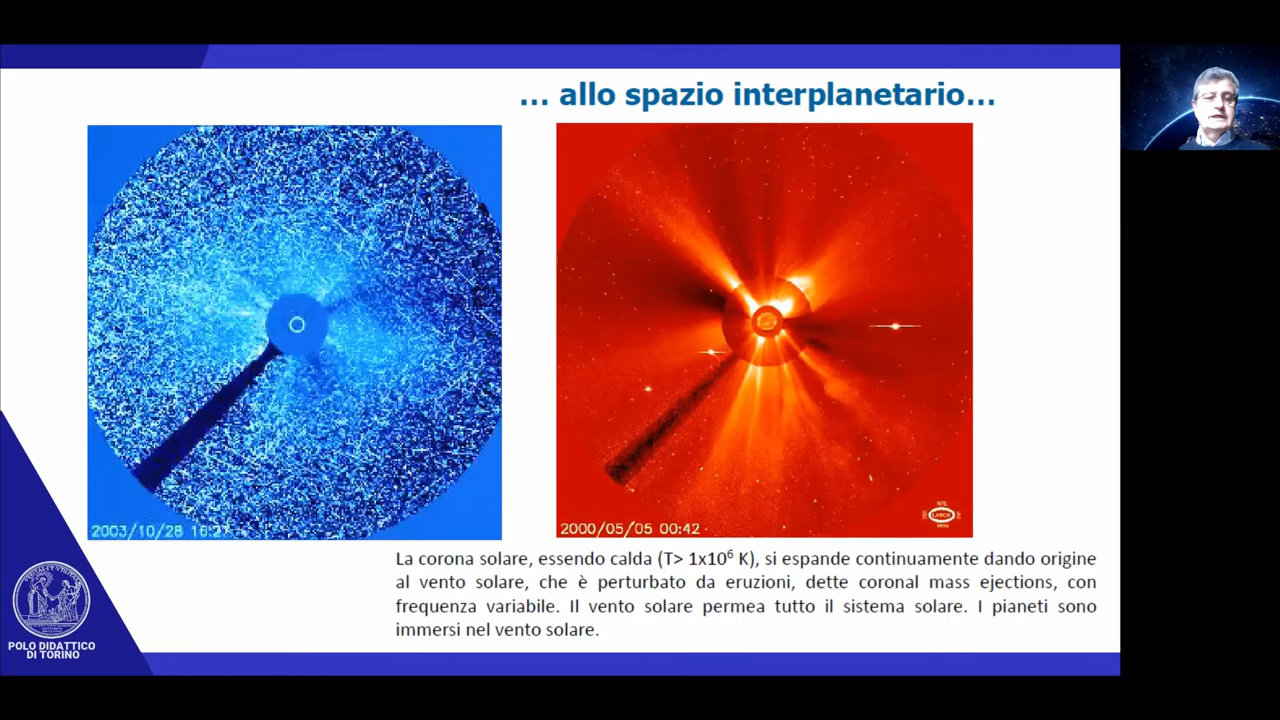 ... allo spazio interplanetario...
2003/10/28
2000/05/05 00:42
NRL
LASCO
La corona solare, essendo calda (T> 1x10⁶ K), si espande continuamente dando origine
al vento solare, che è perturbato da eruzioni, dette coronal mass ejections, con
frequenza variabile. Il vento solare permea tutto il sistema solare. I pianeti sono
immersi nel vento solare.
POLO DIDATTICO
DI TORINO